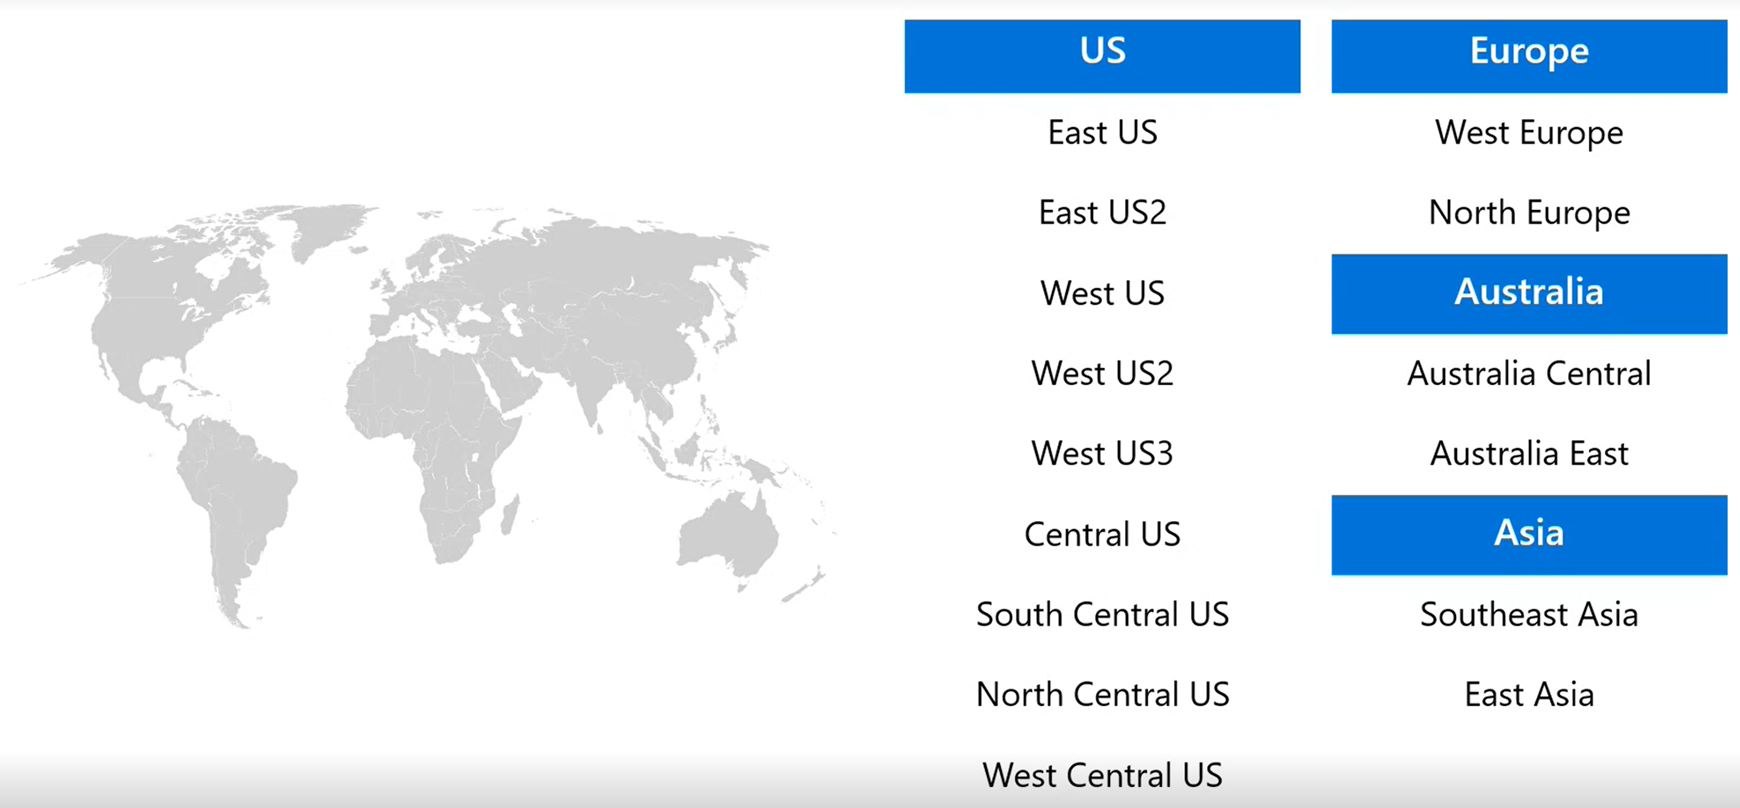 US
East US
East US2
West US
West US2
West US3
Central US
South Central US
North Central US
West Central US
Europe
West Europe
North Europe
Australia
Australia Central
Australia East
Asia
Southeast Asia
East Asia